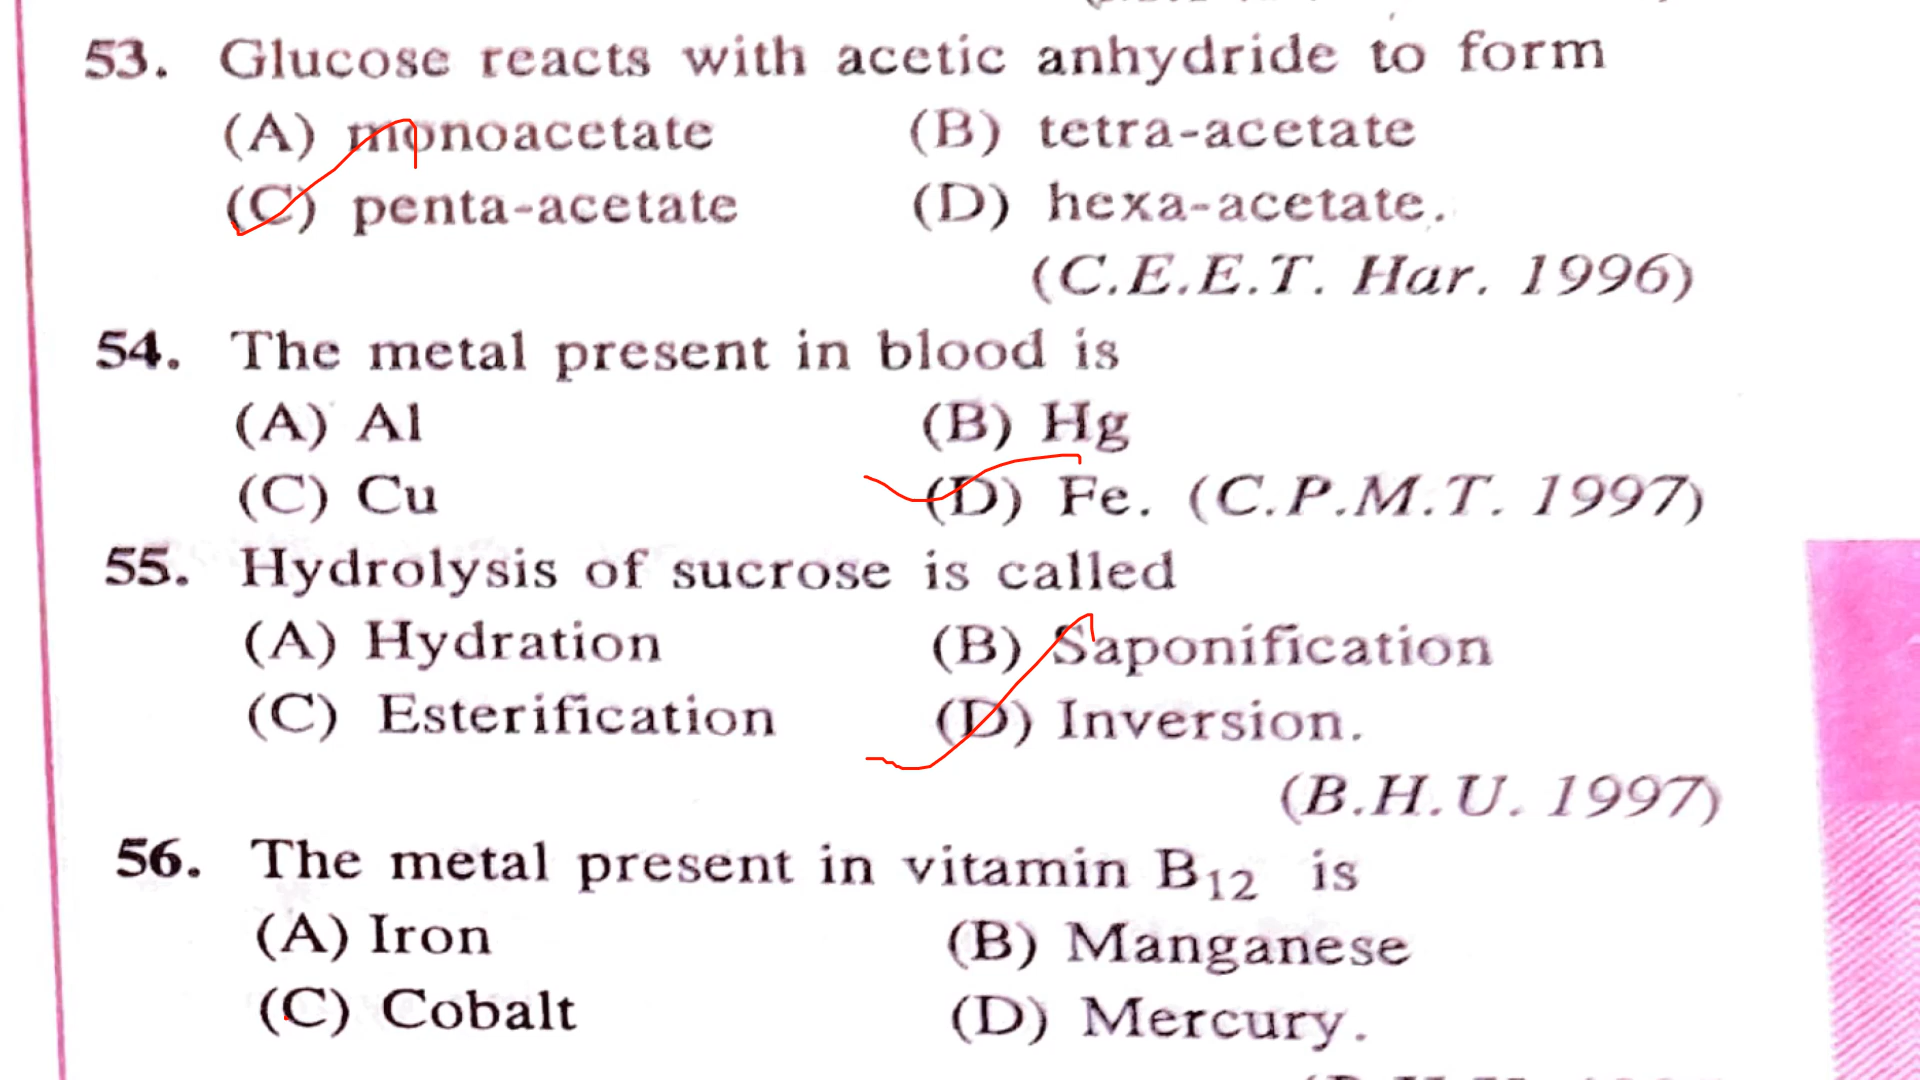 53. Glucose reacts with acetic anhydride to form
(A) monoacetate (B) tetra-acetate
(C) penta-acetate (D) hexa-acetate.
(C.E.E.T. Har. 1996)
54. The metal present in blood is
(A) Al (B) Hg
(C) Cu (D) Fe. (C.P.M.T. 1997)
55. Hydrolysis of sucrose is called
(A) Hydration (B) Saponification
(C) Esterification (D) Inversion.
(B.H.U. 1997)
56. The metal present in vitamin B₁₂ is
(A) Iron (B) Manganese
(C) Cobalt (D) Mercury.